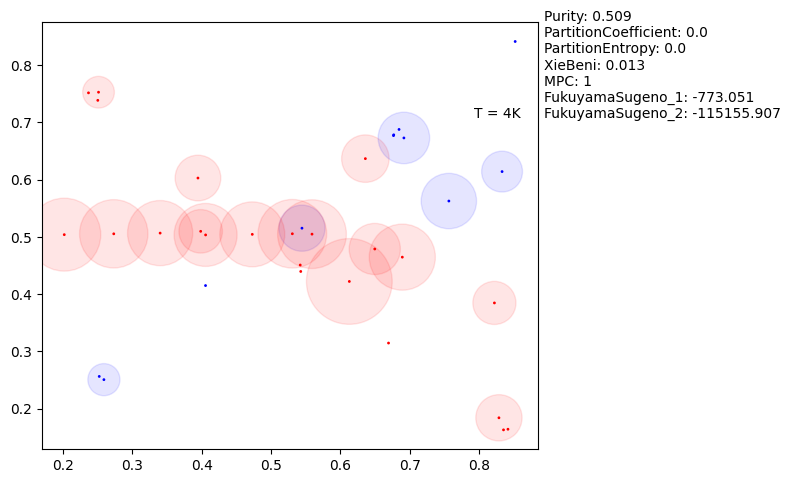 Purity: 0.509
PartitionCoefficient: 0.0
PartitionEntropy: 0.0
XieBeni: 0.013
MPC: 1
FukuyamaSugeno_1: -773.051
FukuyamaSugeno_2: -115155.907
T = 4K
0.8
0.7
0.6
0.5
0.4
0.3
0.2
0.2 0.3 0.4 0.5 0.6 0.7 0.8